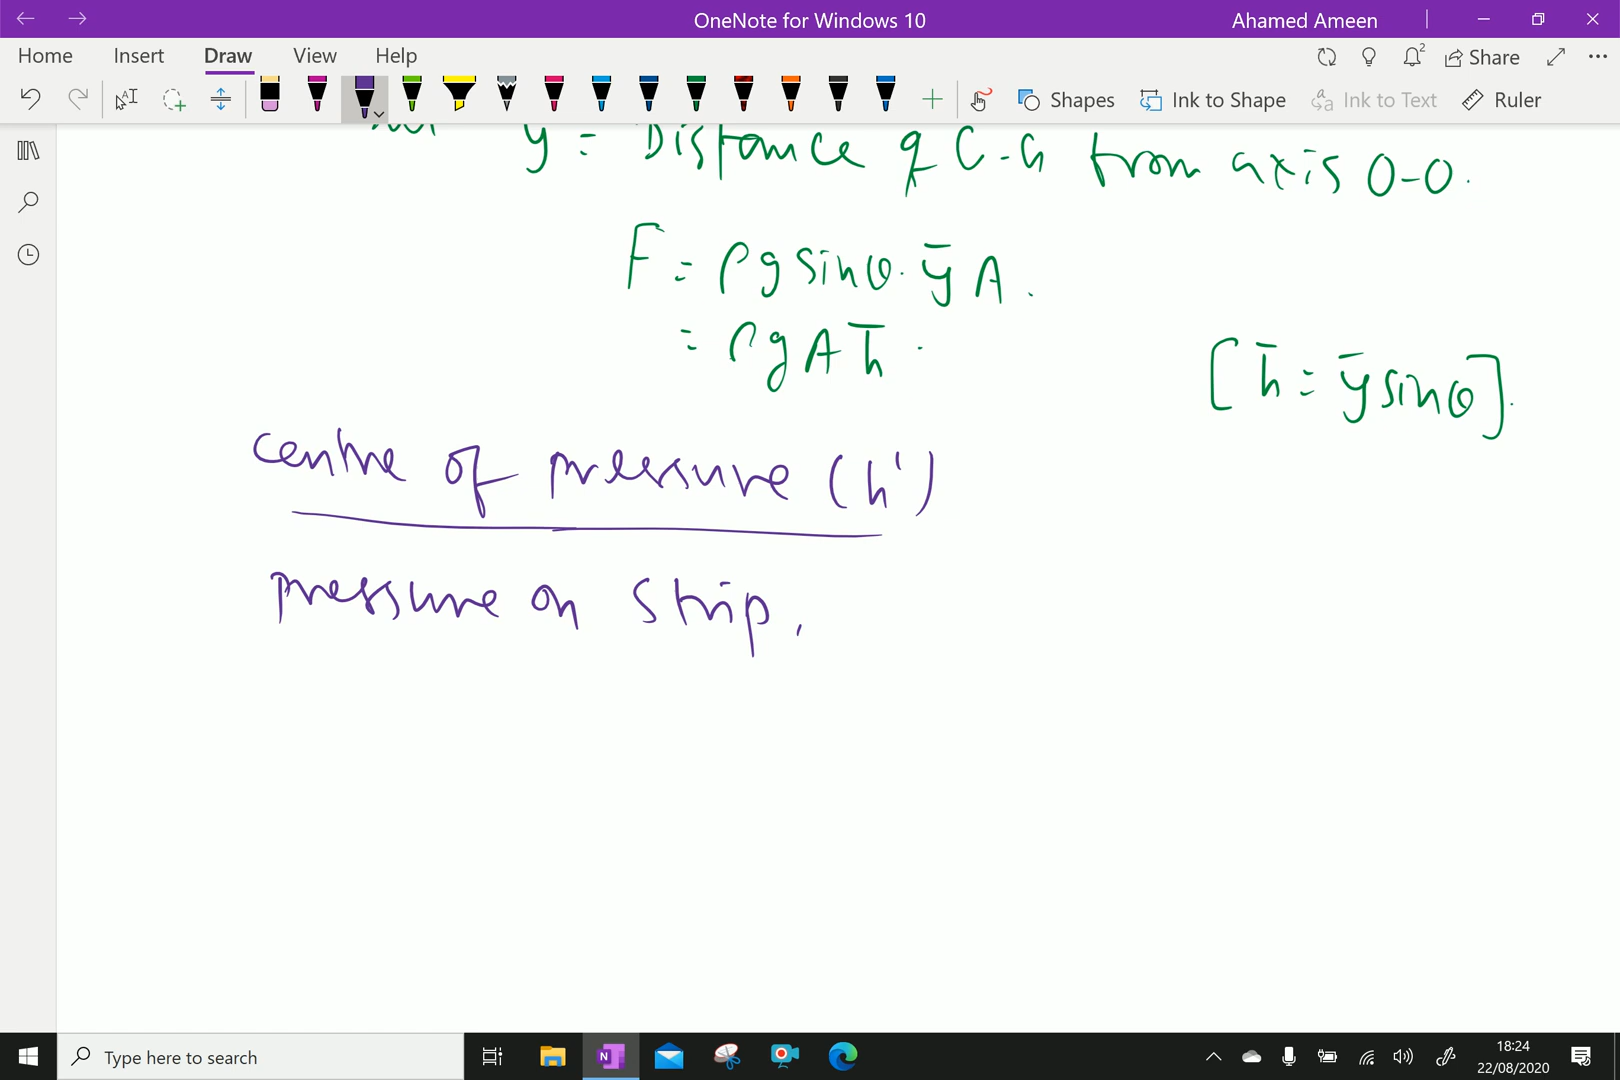 OneNote for Windows 10
Ahamed Ameen
Home Insert Draw View Help
2
Share
Shapes Ink to Shape Ink to Text Ruler
y = Distance of C-G from axis O-O.
F = ρg sinθ. ȳ A.
= ρg A h̄.
[h̄ = ȳ sinθ].
centre of pressure (h')
pressure on strip,
Type here to search
18:24
22/08/2020